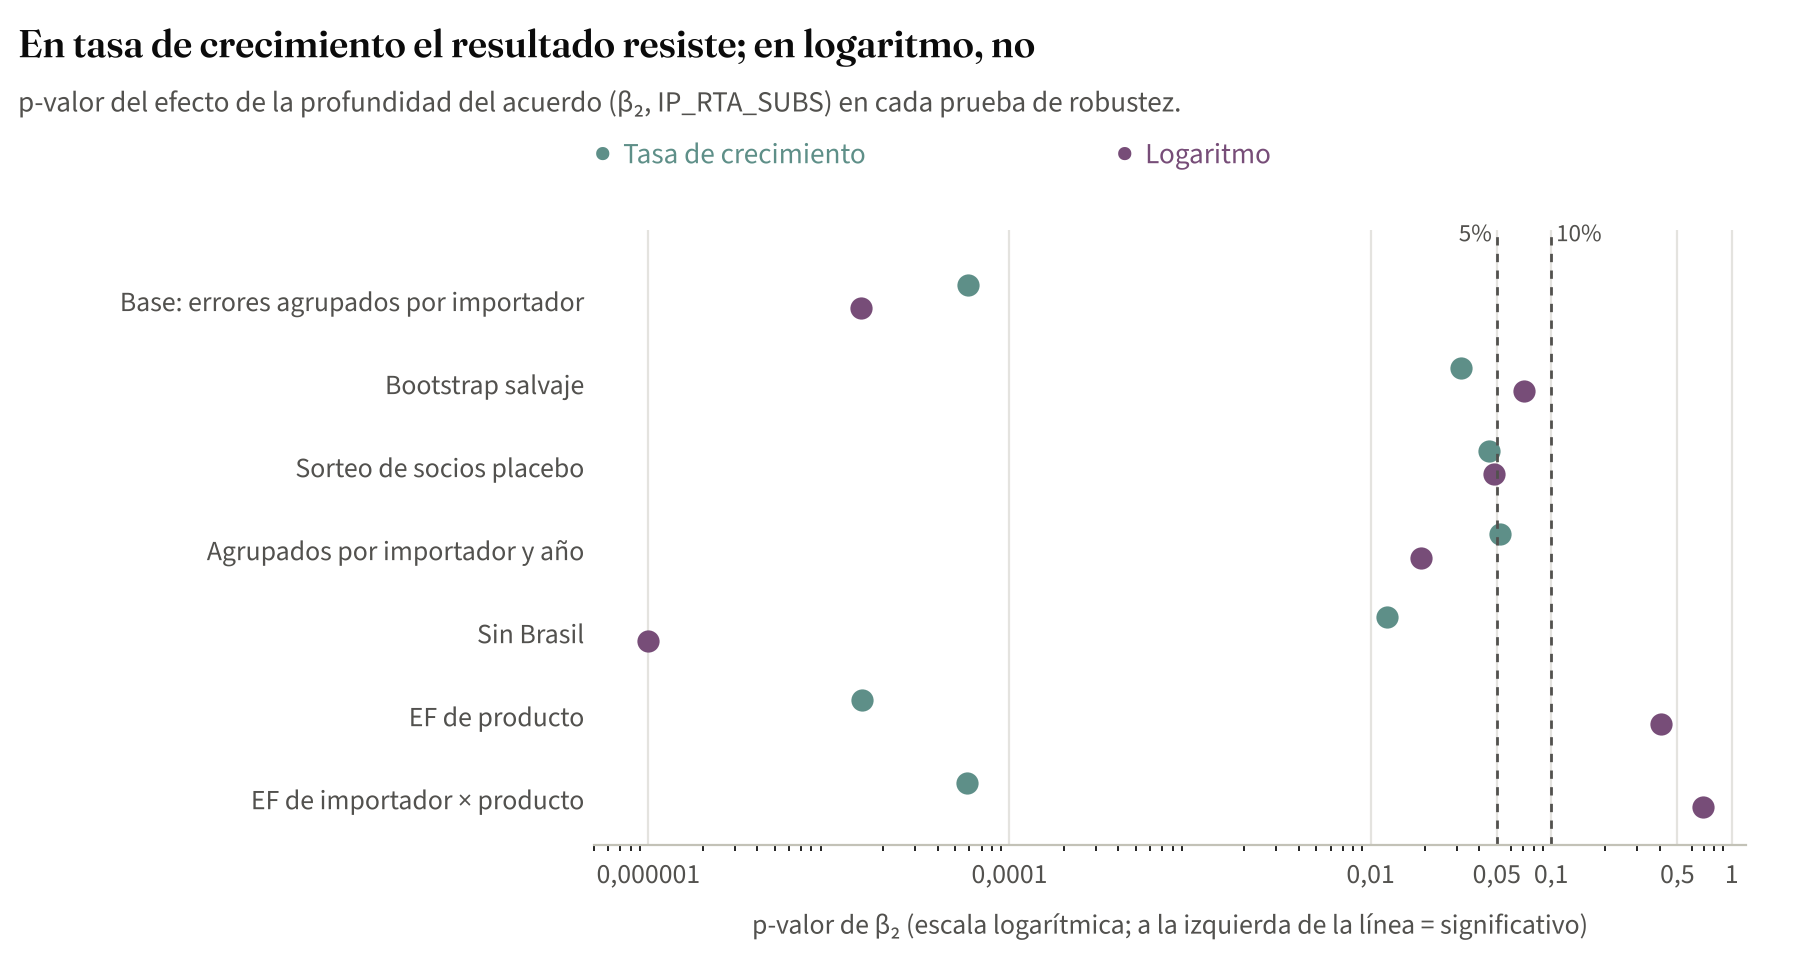 En tasa de crecimiento el resultado resiste; en logaritmo, no
p-valor del efecto de la profundidad del acuerdo (β₂, IP_RTA_SUBS) en cada prueba de robustez.
Tasa de crecimiento
Logaritmo
5%
10%
Base: errores agrupados por importador
Bootstrap salvaje
Sorteo de socios placebo
Agrupados por importador y año
Sin Brasil
EF de producto
EF de importador × producto
0,000001 0,0001 0,01 0,05 0,1 0,5 1
p-valor de β₂ (escala logarítmica; a la izquierda de la línea = significativo)